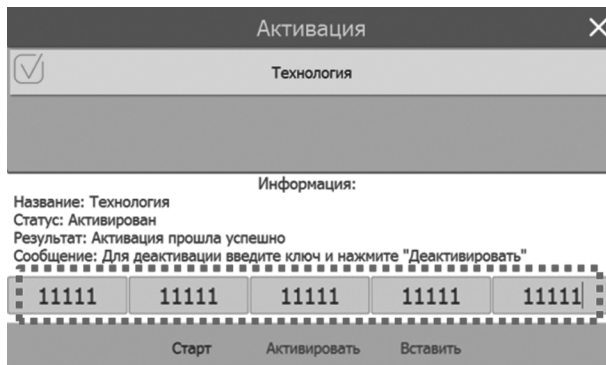 Активация
Технология
Информация:
Название: Технология
Статус: Активирован
Результат: Активация прошла успешно
Сообщение: Для деактивации введите ключ и нажмите "Деактивировать"
11111 11111 11111 11111 11111
Старт Активировать Вставить